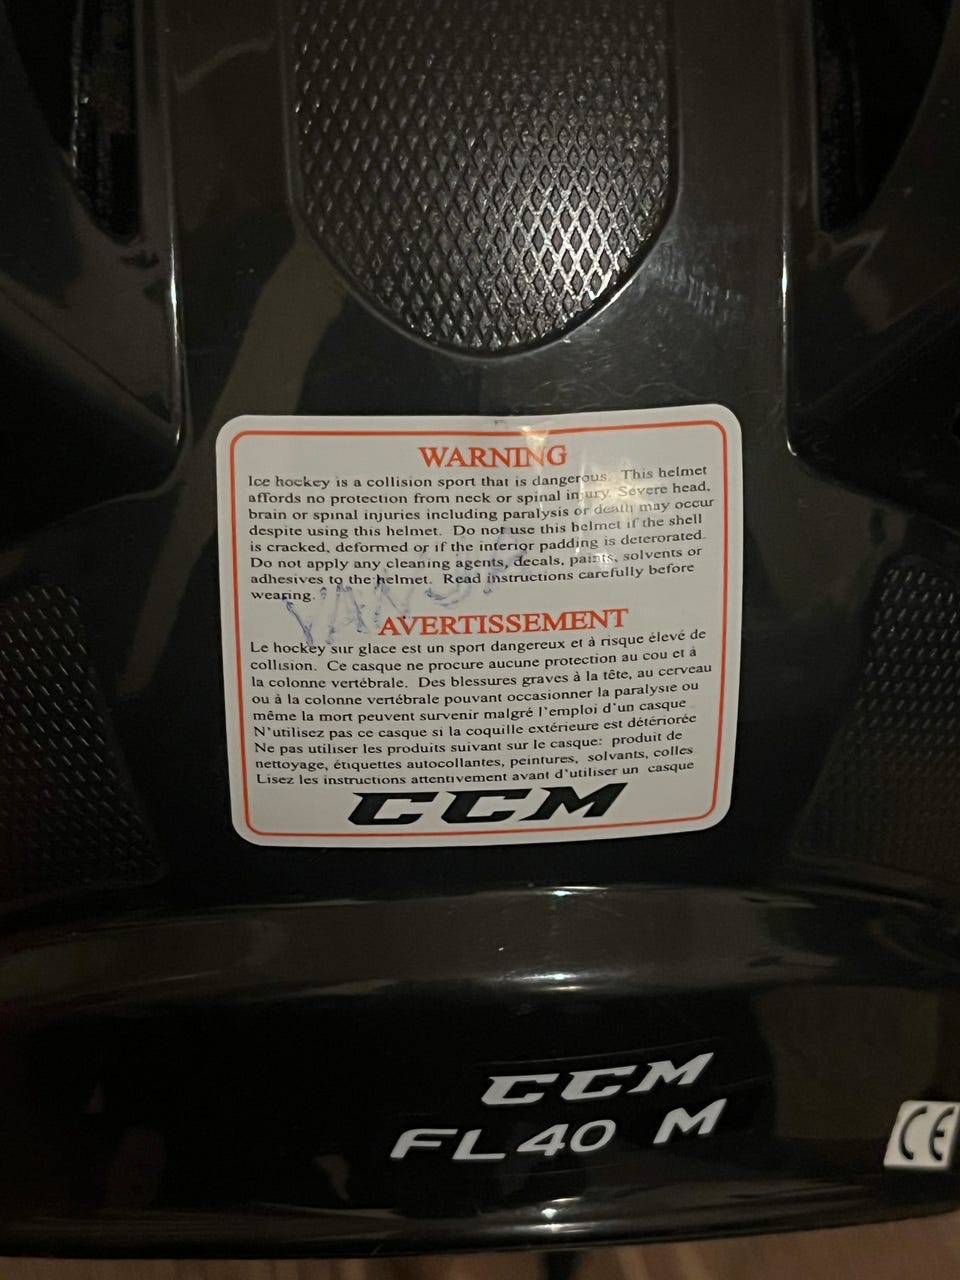 WARNING
Ice hockey is a collision sport that is dangerous. This helmet
affords no protection from neck or spinal injury. Severe head,
brain or spinal injuries including paralysis or death may occur
despite using this helmet. Do not use this helmet if the shell
is cracked, deformed or if the interior padding is deterorated.
Do not apply any cleaning agents, decals, paints, solvents or
adhesives to the helmet. Read instructions carefully before
wearing.
AVERTISSEMENT
Le hockey sur glace est un sport dangereux et à risque élevé de
collision. Ce casque ne procure aucune protection au cou et à
la colonne vertébrale. Des blessures graves à la tête, au cerveau
ou à la colonne vertébrale pouvant occasionner la paralysie ou
même la mort peuvent survenir malgré l'emploi d'un casque
N'utilisez pas ce casque si la coquille extérieure est détériorée
Ne pas utiliser les produits suivant sur le casque: produit de
nettoyage, étiquettes autocollantes, peintures, solvants, colles
Lisez les instructions attentivement avant d'utiliser un casque
CCM
CCM
FL40 M
CE